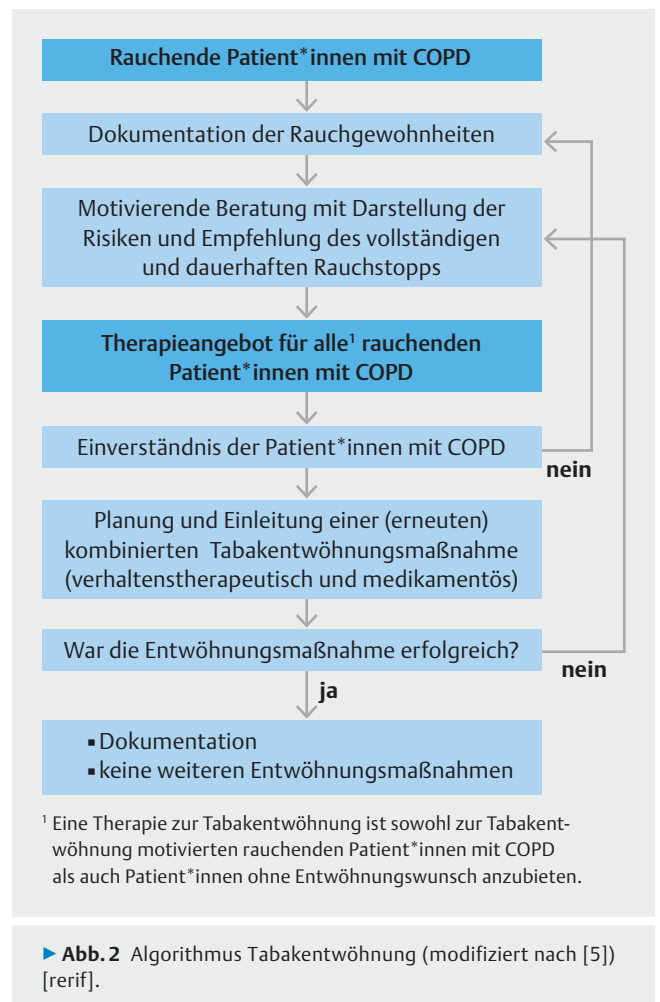 Rauchende Patient*innen mit COPD
Dokumentation der Rauchgewohnheiten
Motivierende Beratung mit Darstellung der
Risiken und Empfehlung des vollständigen
und dauerhaften Rauchstopps
Therapieangebot für alle¹ rauchenden
Patient*innen mit COPD
Einverständnis der Patient*innen mit COPD
nein
Planung und Einleitung einer (erneuten)
kombinierten Tabakentwöhnungsmaßnahme
(verhaltenstherapeutisch und medikamentös)
War die Entwöhnungsmaßnahme erfolgreich?
nein
ja
▪ Dokumentation
▪ keine weiteren Entwöhnungsmaßnahmen
¹ Eine Therapie zur Tabakentwöhnung ist sowohl zur Tabakent-
wöhnung motivierten rauchenden Patient*innen mit COPD
als auch Patient*innen ohne Entwöhnungswunsch anzubieten.
▶ Abb. 2 Algorithmus Tabakentwöhnung (modifiziert nach [5])
[rerif].